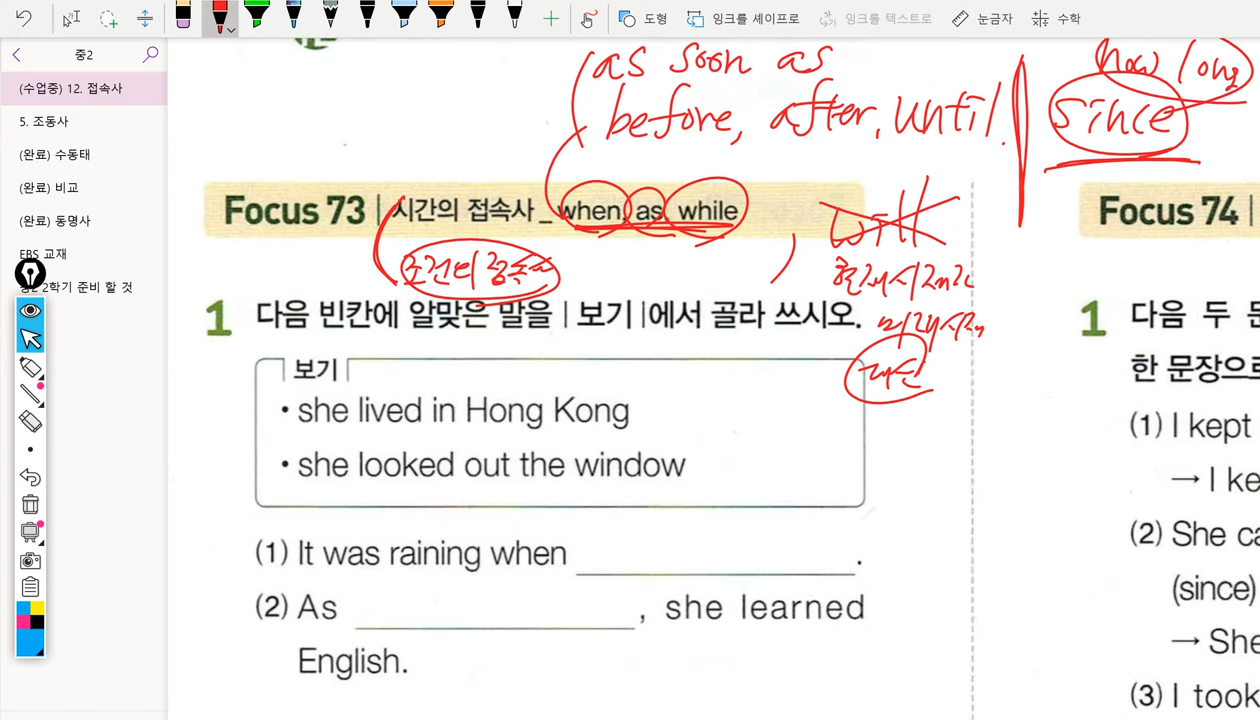 도형
잉크를 셰이프로
잉크를 텍스트로
눈금자
수학
중2
(수업중) 12. 접속사
5. 조동사
(완료) 수동태
(완료) 비교
(완료) 동명사
EBS 교재
2학기 준비 할 것
as soon as
before, after, until.
how long
since
Focus 73 | 시간의 접속사 _ when, as, while
will
조건의 접속사
현재시제가
미래시제
대신
1 다음 빈칸에 알맞은 말을 | 보기 |에서 골라 쓰시오.
보기
• she lived in Hong Kong
• she looked out the window
(1) It was raining when ____________.
(2) As ____________, she learned
English.
Focus 74 |
1 다음 두 문
한 문장으로
(1) I kept
→ I ke
(2) She ca
(since)
→ She
(3) I took